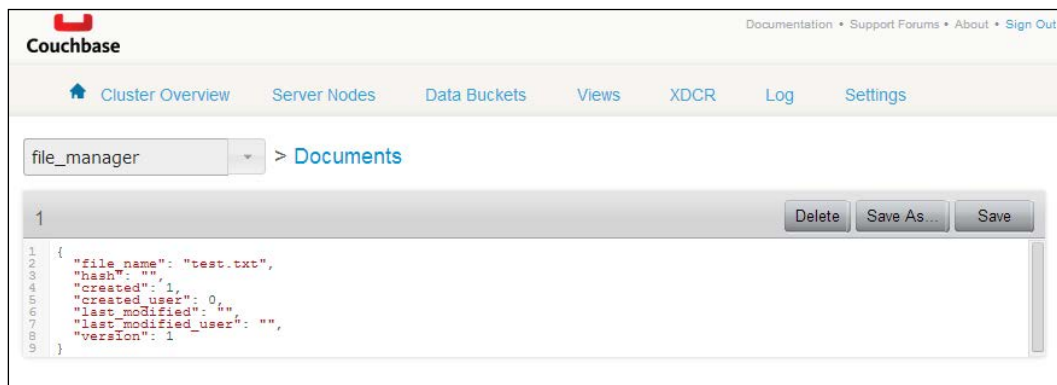 Couchbase
Documentation • Support Forums • About • Sign Out
Cluster Overview Server Nodes Data Buckets Views XDCR Log Settings
file_manager > Documents
1 Delete Save As... Save
1 {
2 "file_name": "test.txt",
3 "hash": "",
4 "created": 1,
5 "created_user": 0,
6 "last_modified": "",
7 "last_modified_user": "",
8 "version": 1
9 }